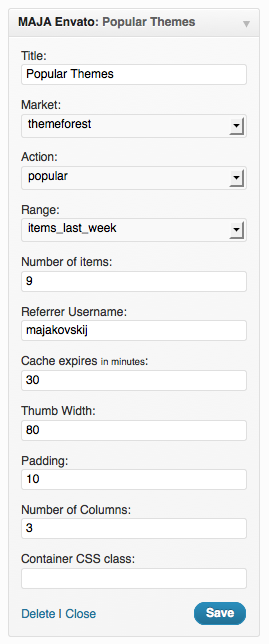 MAJA Envato: Popular Themes
Title:
Popular Themes
Market:
themeforest
Action:
popular
Range:
items_last_week
Number of items:
9
Referrer Username:
majakovskij
Cache expires in minutes:
30
Thumb Width:
80
Padding:
10
Number of Columns:
3
Container CSS class:
Delete | Close
Save